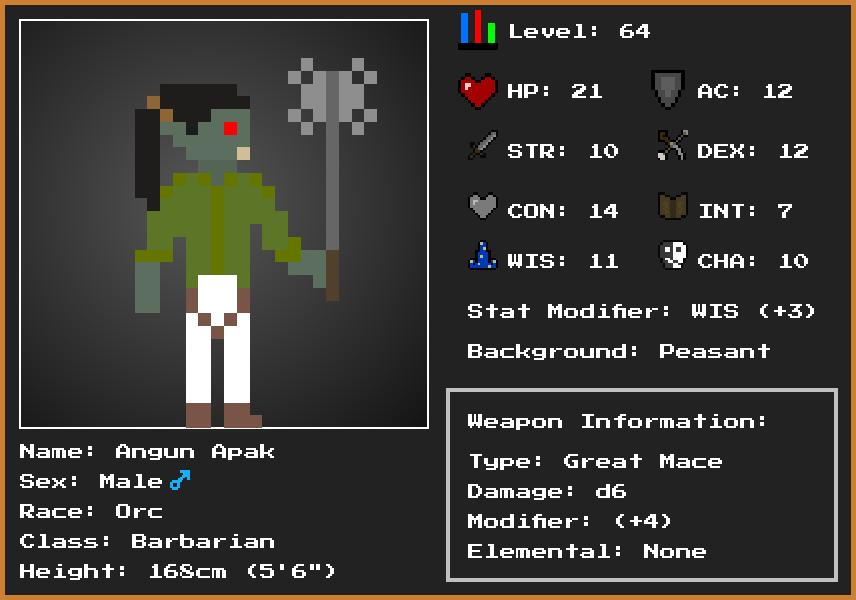 Level: 64
HP: 21 AC: 12
STR: 10 DEX: 12
CON: 14 INT: 7
WIS: 11 CHA: 10
Stat Modifier: WIS (+3)
Background: Peasant
Weapon Information:
Type: Great Mace
Damage: d6
Modifier: (+4)
Elemental: None
Name: Angun Apak
Sex: Male♂
Race: Orc
Class: Barbarian
Height: 168cm (5'6")